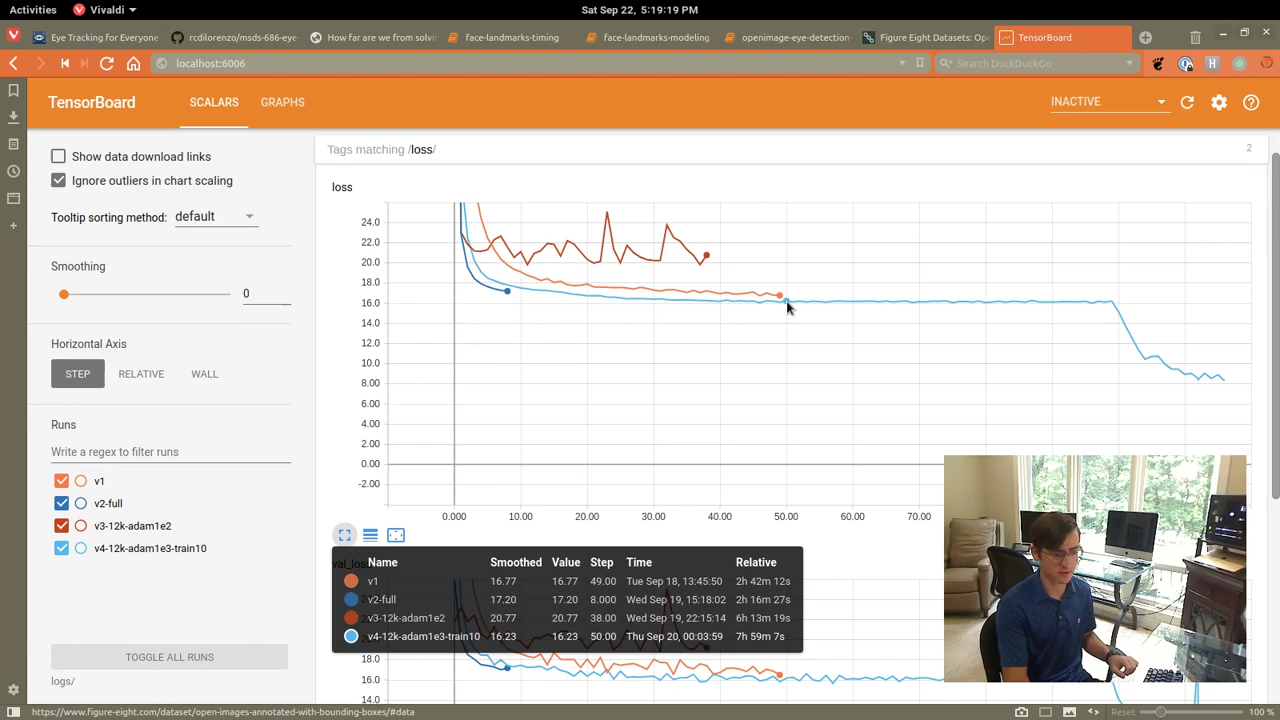 Activities
Vivaldi
Sat Sep 22, 5:19:19 PM
Eye Tracking for Everyone
rcdilorenzo/msds-686-eye-
How far are we from solvi
face-landmarks-timing
face-landmarks-modeling
openimage-eye-detection
Figure Eight Datasets: Ope
TensorBoard
localhost:6006
Search DuckDuckGo
TensorBoard
SCALARS
GRAPHS
INACTIVE
Show data download links
Ignore outliers in chart scaling
Tooltip sorting method: default
Smoothing
0
Horizontal Axis
STEP
RELATIVE
WALL
Runs
Write a regex to filter runs
v1
v2-full
v3-12k-adam1e2
v4-12k-adam1e3-train10
TOGGLE ALL RUNS
logs/
Tags matching /loss/
2
loss
24.0
22.0
20.0
18.0
16.0
14.0
12.0
10.0
8.00
6.00
4.00
2.00
0.00
-2.00
0.000 10.00 20.00 30.00 40.00 50.00 60.00 70.00
Name Smoothed Value Step Time Relative
v1 16.77 16.77 49.00 Tue Sep 18, 13:45:50 2h 42m 12s
v2-full 17.20 17.20 8.000 Wed Sep 19, 15:18:02 2h 16m 27s
v3-12k-adam1e2 20.77 20.77 38.00 Wed Sep 19, 22:15:14 6h 13m 19s
v4-12k-adam1e3-train10 16.23 16.23 50.00 Thu Sep 20, 00:03:59 7h 59m 7s
val_loss
18.0
16.0
14.0
https://www.figure-eight.com/dataset/open-images-annotated-with-bounding-boxes/#data
Reset
100 %